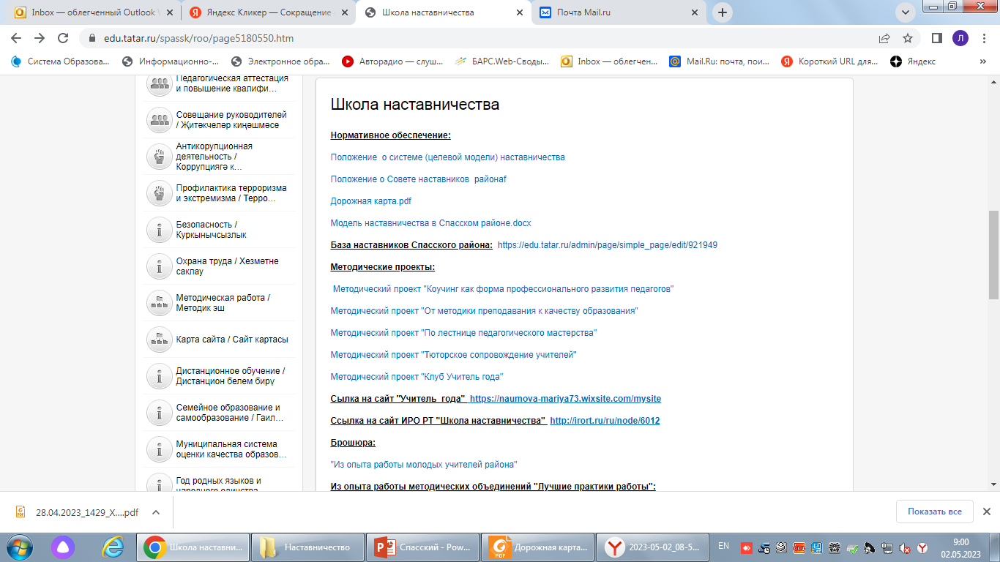 Inbox — облегченный Outlook
Яндекс Кликер — Сокращение
Школа наставничества
Почта Mail.ru
edu.tatar.ru/spassk/roo/page5180550.htm
Л
Система Образова...
Информационно-...
Электронное обра...
Авторадио — слуш...
БАРС.Web-Своды...
Inbox — облегчен...
Mail.Ru: почта, пои...
Короткий URL для...
Яндекс
Педагогическая аттестация
и повышение квалифи...
Совещание руководителей
/ Җитәкчеләр киңәшмәсе
Антикорупционная
деятельность /
Коррупциягә к...
Профилактика терроризма
и экстремизма / Терро...
Безопасность /
Куркынычсызлык
Охрана труда / Хезмәтне
саклау
Методическая работа /
Методик эш
Карта сайта / Сайт картасы
Дистанционное обучение /
Дистанцион белем бирү
Семейное образование и
самообразование / Гаил...
Муниципальная система
оценки качества образов...
Год родных языков и
народного единства
Школа наставничества
Нормативное обеспечение:
Положение о системе (целевой модели) наставничества
Положение о Совете наставников районаf
Дорожная карта.pdf
Модель наставничества в Спасском районе.docx
База наставников Спасского района: https://edu.tatar.ru/admin/page/simple_page/edit/921949
Методические проекты:
Методический проект "Коучинг как форма профессионального развития педагогов"
Методический проект "От методики преподавания к качеству образования"
Методический проект "По лестнице педагогического мастерства"
Методический проект "Тюторское сопровождение учителей"
Методический проект "Клуб Учитель года"
Сылка на сайт "Учитель года" https://naumova-mariya73.wixsite.com/mysite
Ссылка на сайт ИРО РТ "Школа наставничества" http://irort.ru/ru/node/6012
Брошюра:
"Из опыта работы молодых учителей района"
Из опыта работы методических объединений "Лучшие практики работы":
28.04.2023_1429_X....pdf
Показать все
Школа наставни...
Наставничество
Спасский - Pow...
Дорожная карта...
2023-05-02_08-5...
EN
9:00
02.05.2023